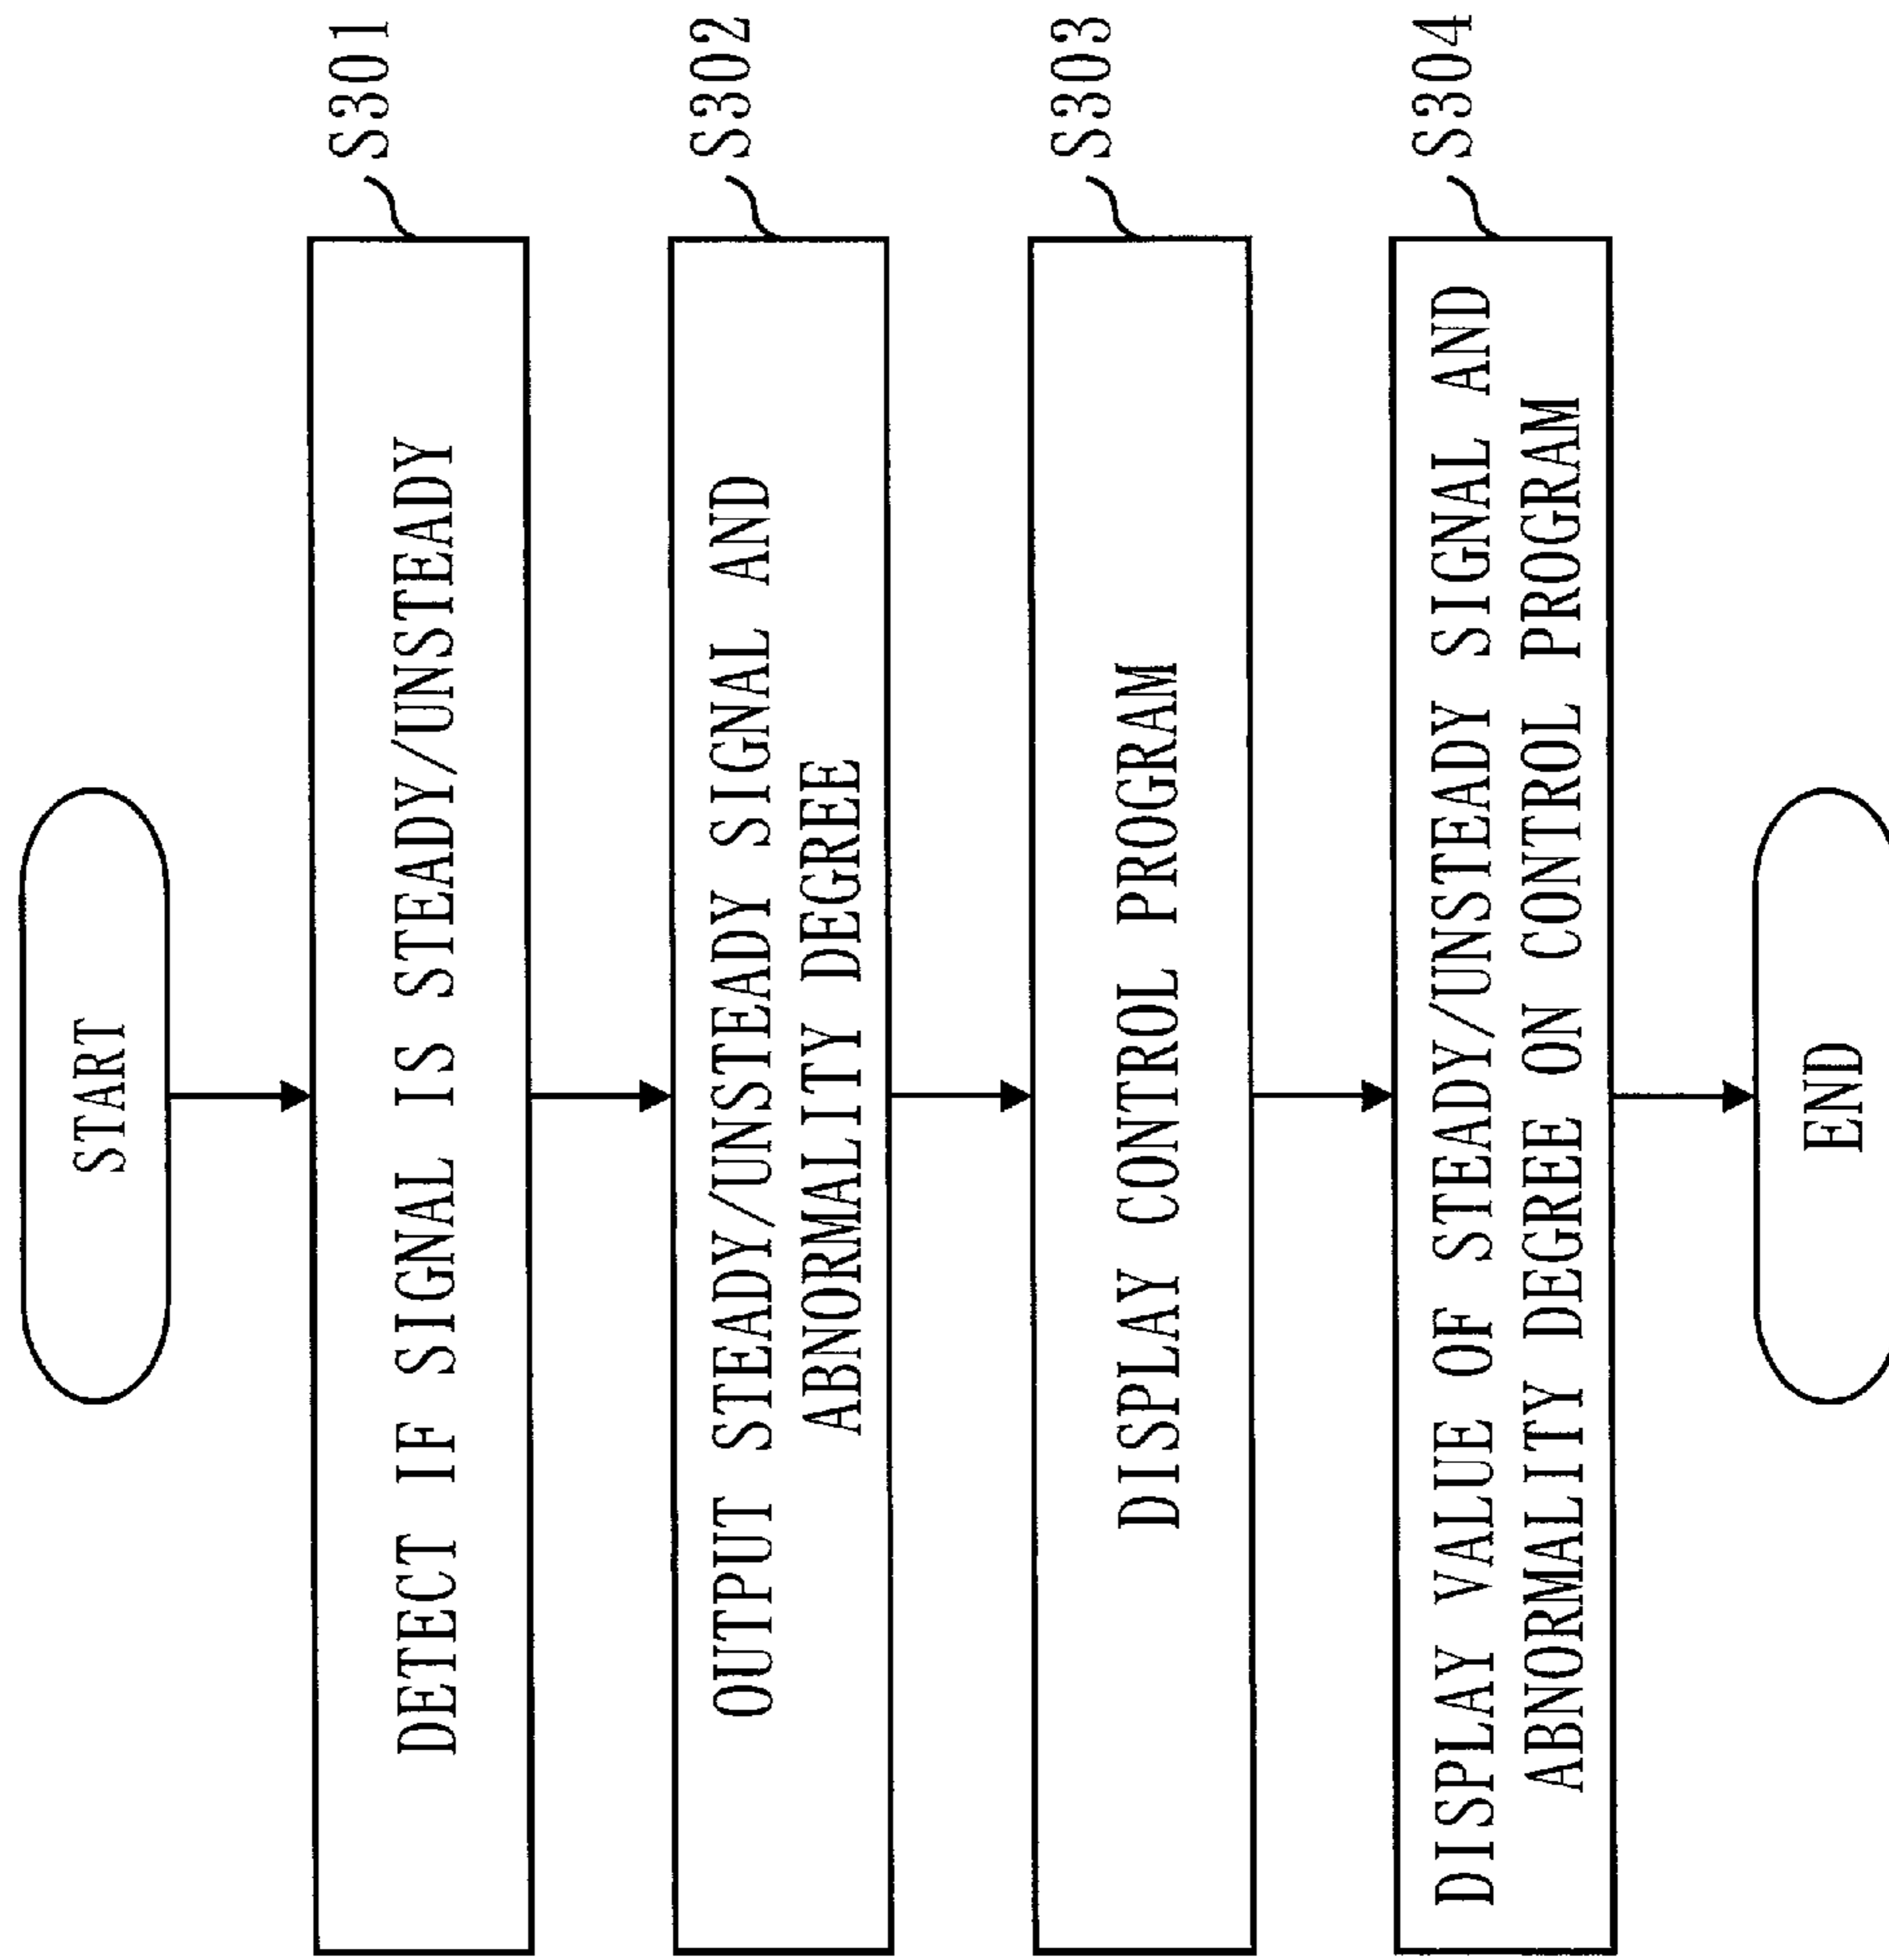 START
S301
DETECT IF SIGNAL IS STEADY/UNSTEADY
S302
OUTPUT STEADY/UNSTEADY SIGNAL AND
ABNORMALITY DEGREE
S303
DISPLAY CONTROL PROGRAM
S304
DISPLAY VALUE OF STEADY/UNSTEADY SIGNAL AND
ABNORMALITY DEGREE ON CONTROL PROGRAM
END